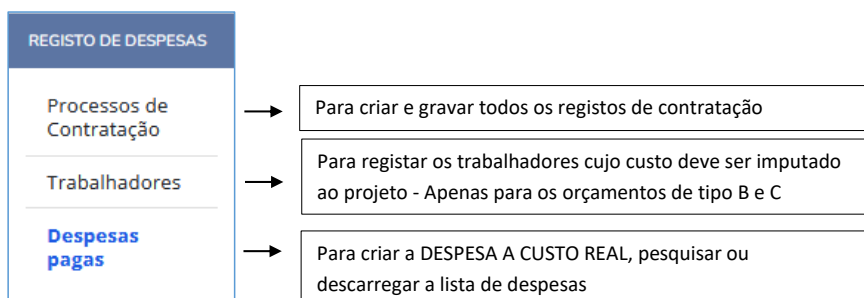 REGISTO DE DESPESAS
Processos de
Contratação
Para criar e gravar todos os registos de contratação
Trabalhadores
Para registar os trabalhadores cujo custo deve ser imputado
ao projeto - Apenas para os orçamentos de tipo B e C
Despesas
pagas
Para criar a DESPESA A CUSTO REAL, pesquisar ou
descarregar a lista de despesas